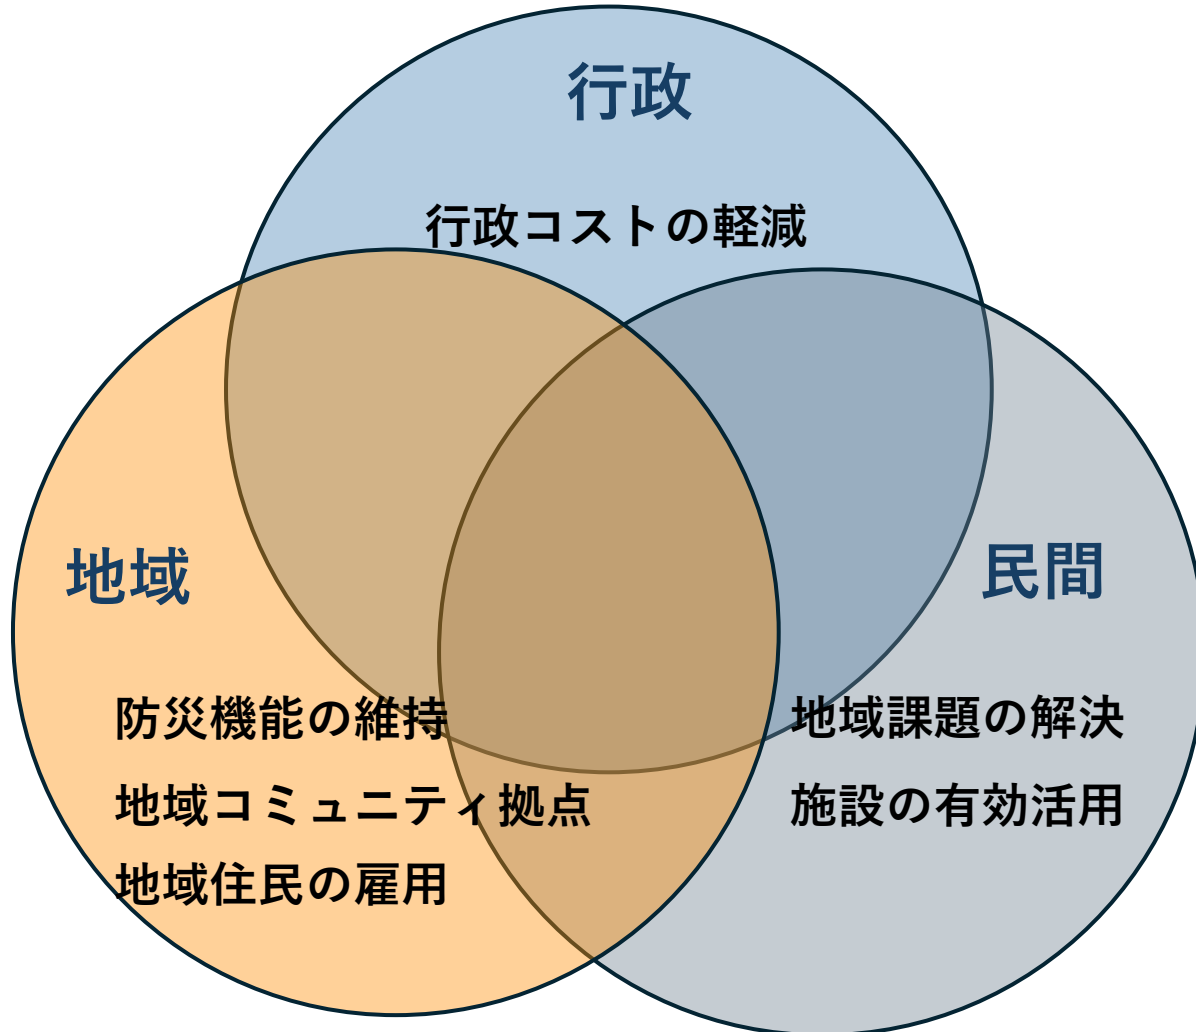 行政
行政コストの軽減
地域
防災機能の維持
地域コミュニティ拠点
地域住民の雇用
民間
地域課題の解決
施設の有効活用